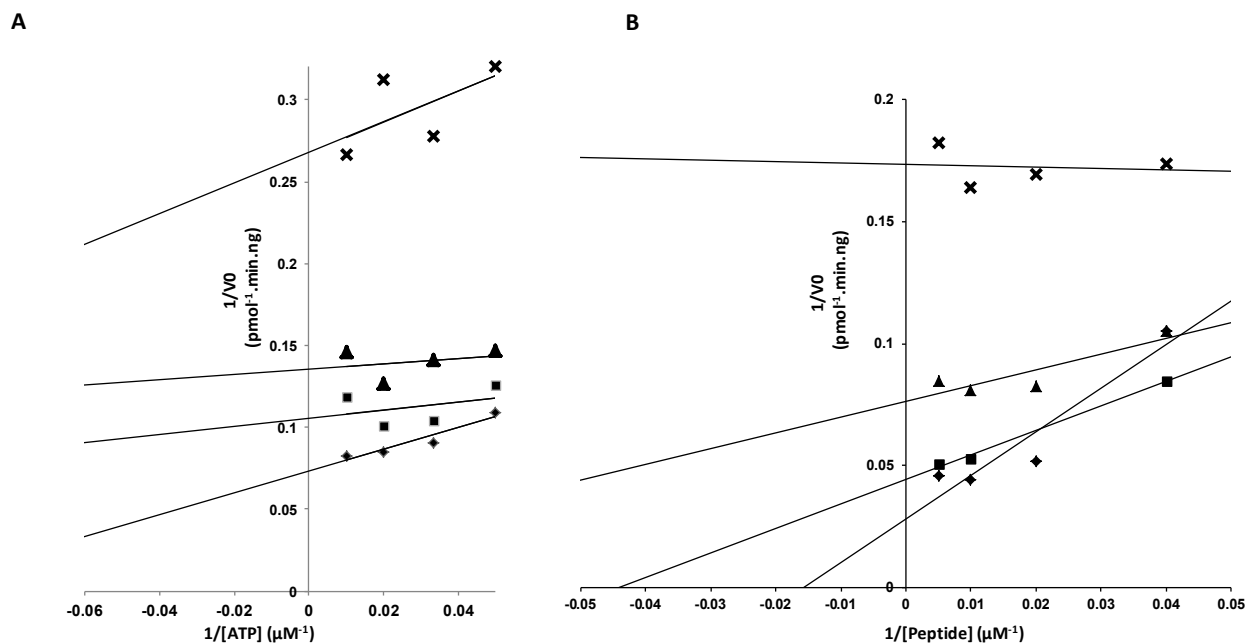 A
0.3
0.25
0.2
0.15
0.1
0.05
0
1/V0
(pmol⁻¹.min.ng)
-0.06 -0.04 -0.02 0 0.02 0.04
1/[ATP] (µM⁻¹)
B
0.2
0.15
0.1
0.05
0
1/V0
(pmol⁻¹.min.ng)
-0.05 -0.04 -0.03 -0.02 -0.01 0 0.01 0.02 0.03 0.04 0.05
1/[Peptide] (µM⁻¹)